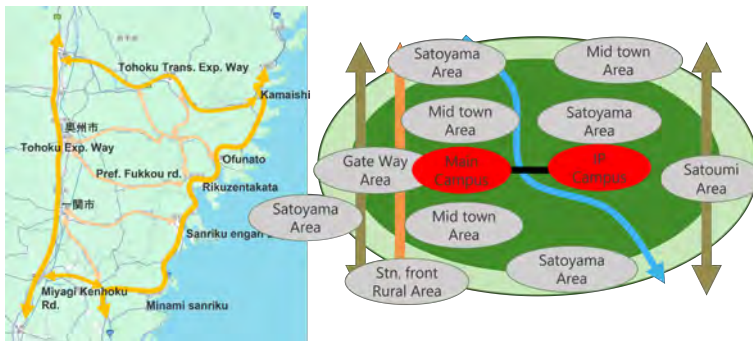 Tohoku Trans. Exp. Way
Kamaishi
奥州市
Tohoku Exp. Way
Ofunato
Pref. Fukkou rd.
Rikuzentakata
一関市
Sanriku engan
Miyagi Kenhoku
Rd.
Minami sanriku
Satoyama
Area
Mid town
Area
Mid town
Area
Satoyama
Area
Gate Way
Area
Main
Campus
IP
Campus
Satoumi
Area
Satoyama
Area
Mid town
Area
Stn. front
Rural Area
Satoyama
Area